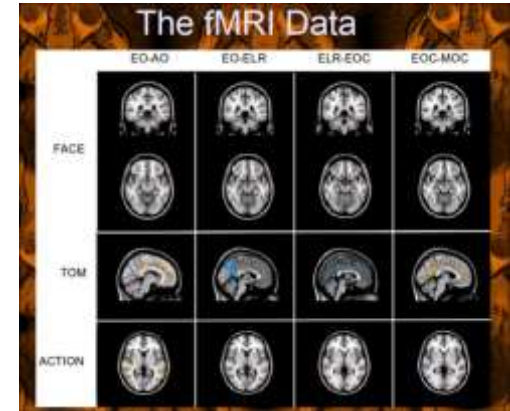 The fMRI Data
EO-AO EO-ELR ELR-EOC EOC-MOC
FACE
TOM
ACTION